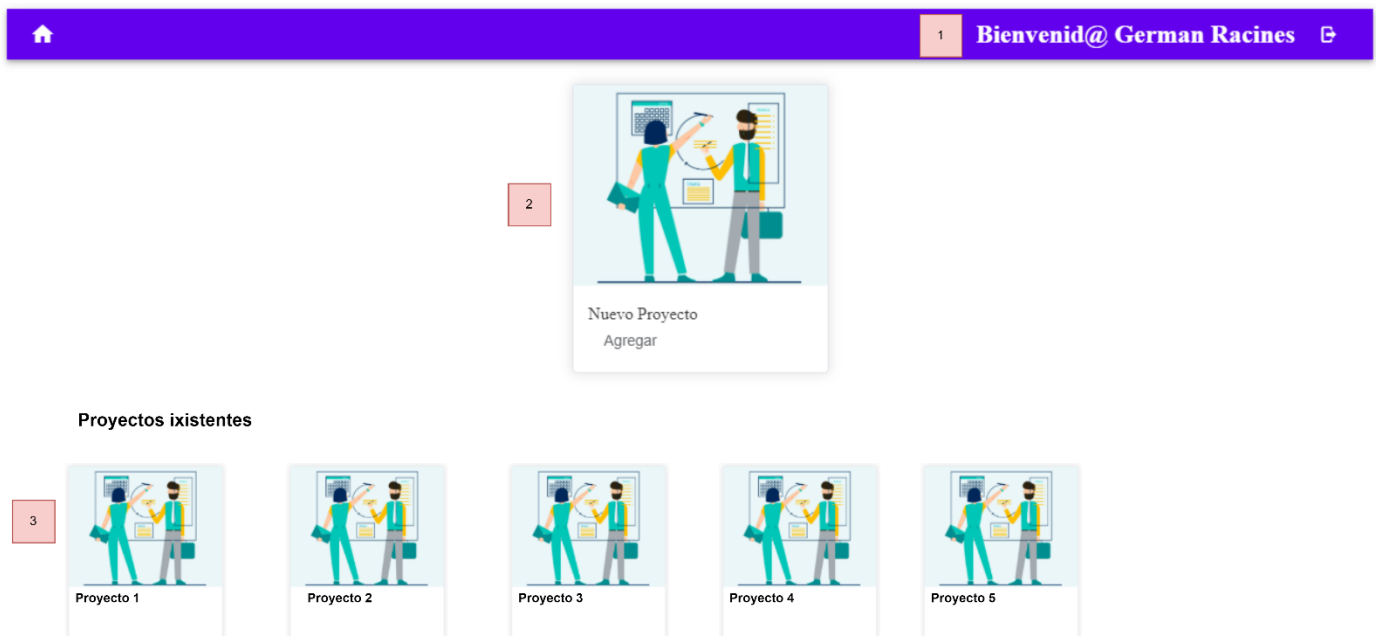 1
Bienvenid@ German Racines
2
Nuevo Proyecto
Agregar
Proyectos ixistentes
3
Proyecto 1
Proyecto 2
Proyecto 3
Proyecto 4
Proyecto 5